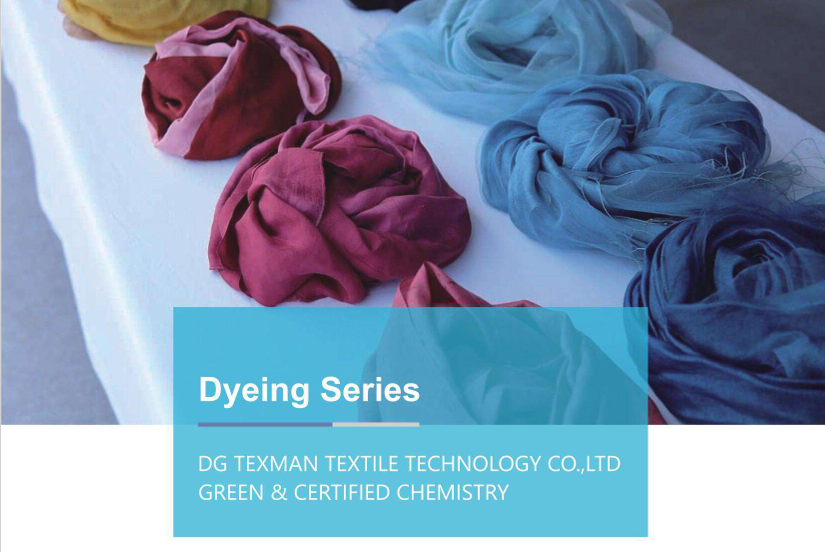 Dyeing Series
DG TEXMAN TEXTILE TECHNOLOGY CO.,LTD
GREEN & CERTIFIED CHEMISTRY